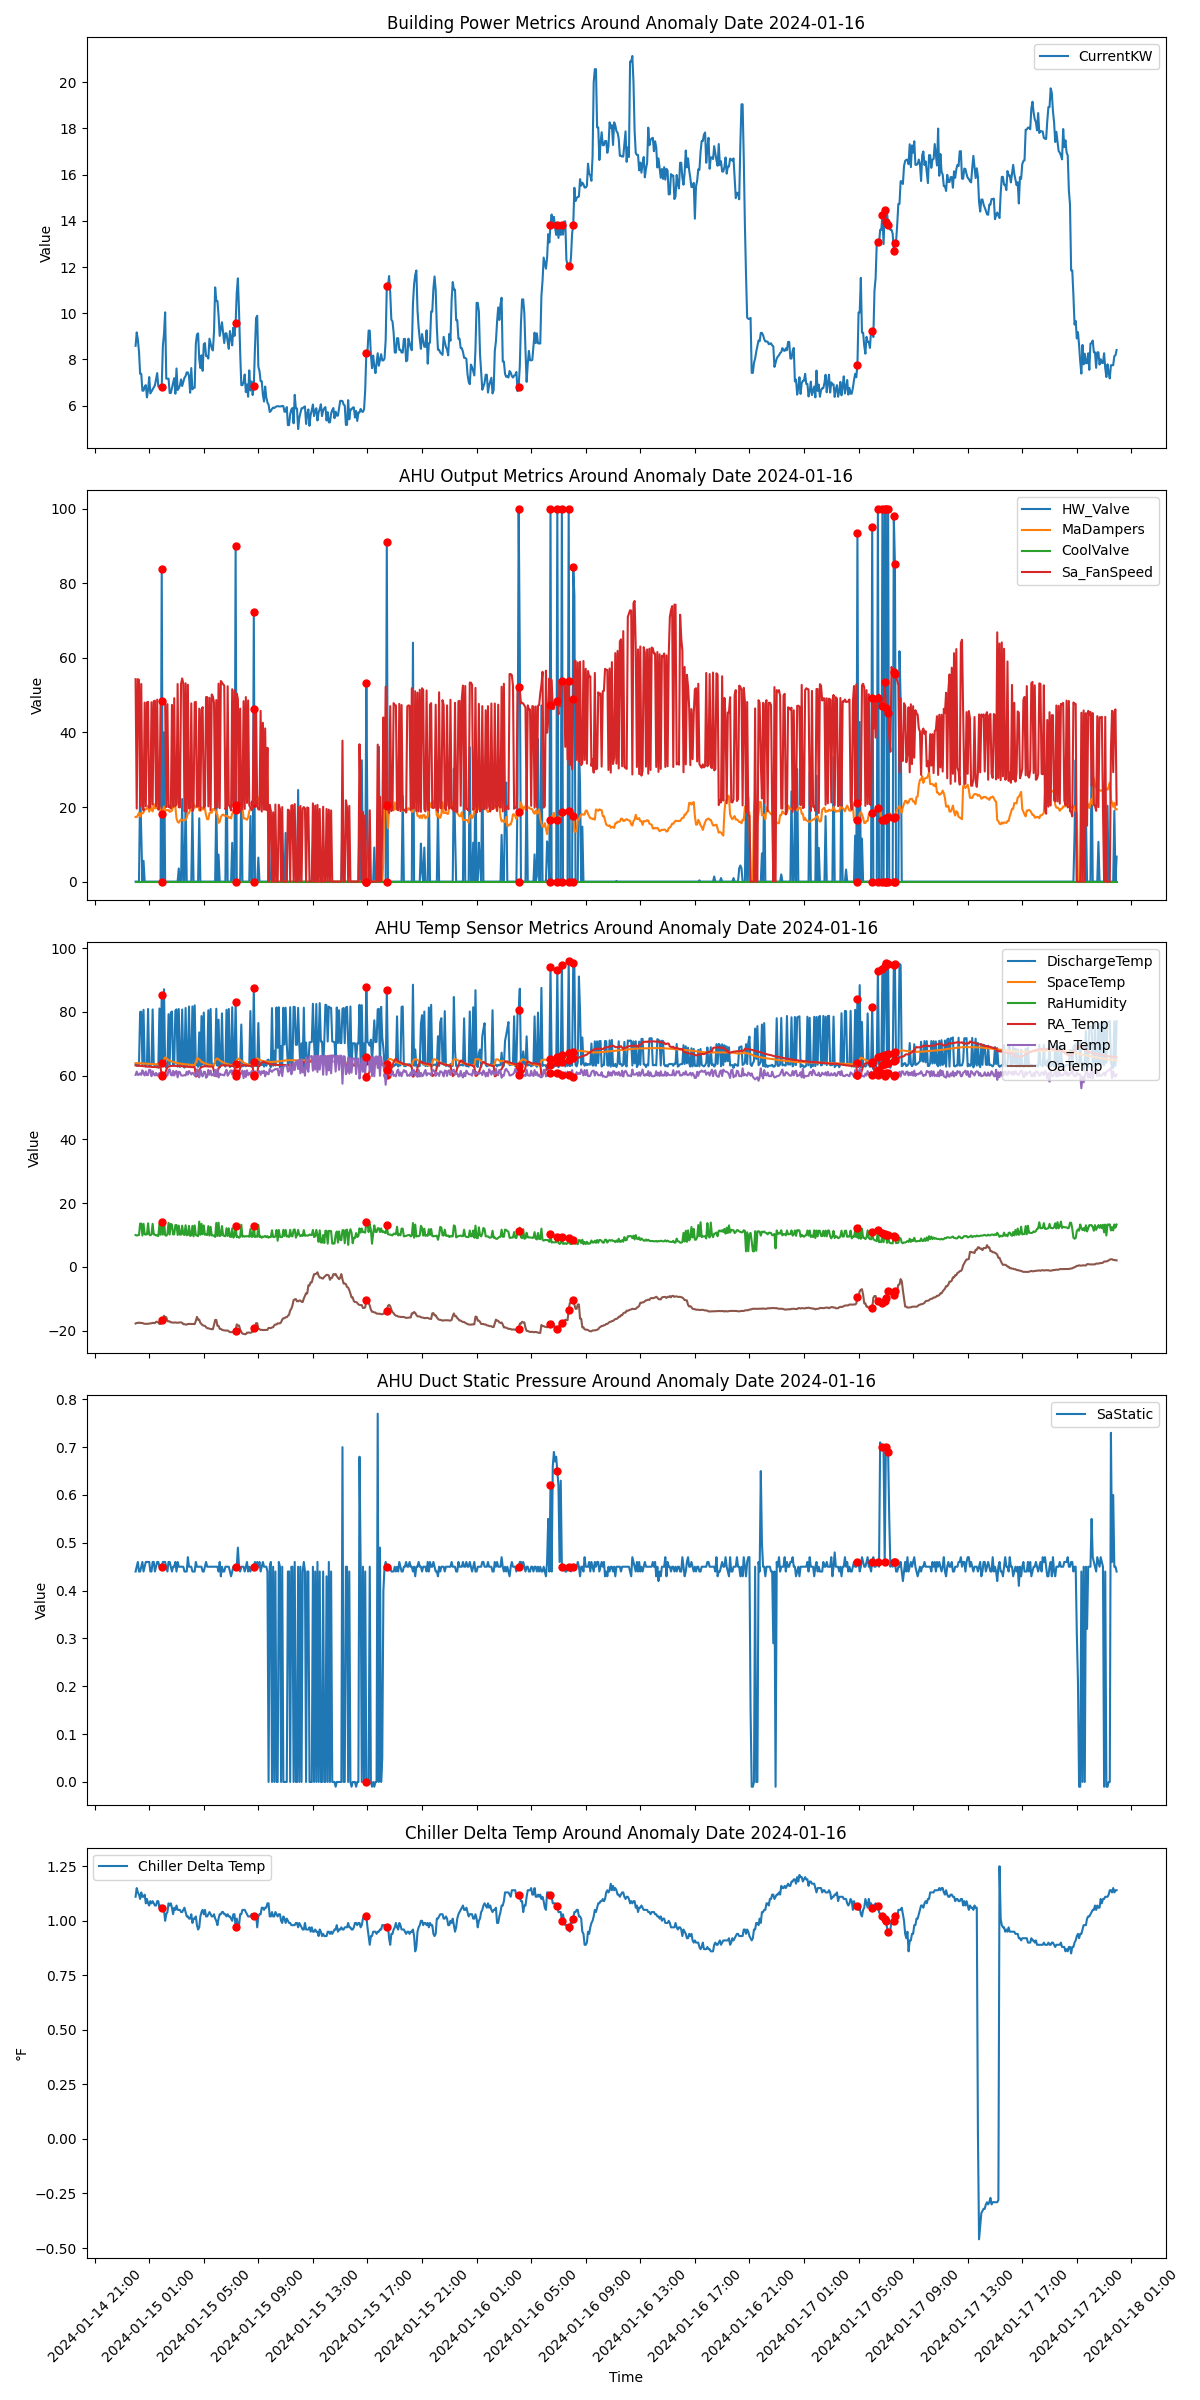 Building Power Metrics Around Anomaly Date 2024-01-16
CurrentKW
Value
20
18
16
14
12
10
8
6
AHU Output Metrics Around Anomaly Date 2024-01-16
HW_Valve
MaDampers
CoolValve
Sa_FanSpeed
Value
100
80
60
40
20
0
AHU Temp Sensor Metrics Around Anomaly Date 2024-01-16
DischargeTemp
SpaceTemp
RaHumidity
RA_Temp
Ma_Temp
OaTemp
Value
100
80
60
40
20
0
−20
AHU Duct Static Pressure Around Anomaly Date 2024-01-16
SaStatic
Value
0.8
0.7
0.6
0.5
0.4
0.3
0.2
0.1
0.0
Chiller Delta Temp Around Anomaly Date 2024-01-16
Chiller Delta Temp
°F
1.25
1.00
0.75
0.50
0.25
0.00
−0.25
−0.50
2024-01-14 21:00
2024-01-15 01:00
2024-01-15 05:00
2024-01-15 09:00
2024-01-15 13:00
2024-01-15 17:00
2024-01-15 21:00
2024-01-16 01:00
2024-01-16 05:00
2024-01-16 09:00
2024-01-16 13:00
2024-01-16 17:00
2024-01-16 21:00
2024-01-17 01:00
2024-01-17 05:00
2024-01-17 09:00
2024-01-17 13:00
2024-01-17 17:00
2024-01-17 21:00
2024-01-18 01:00
Time